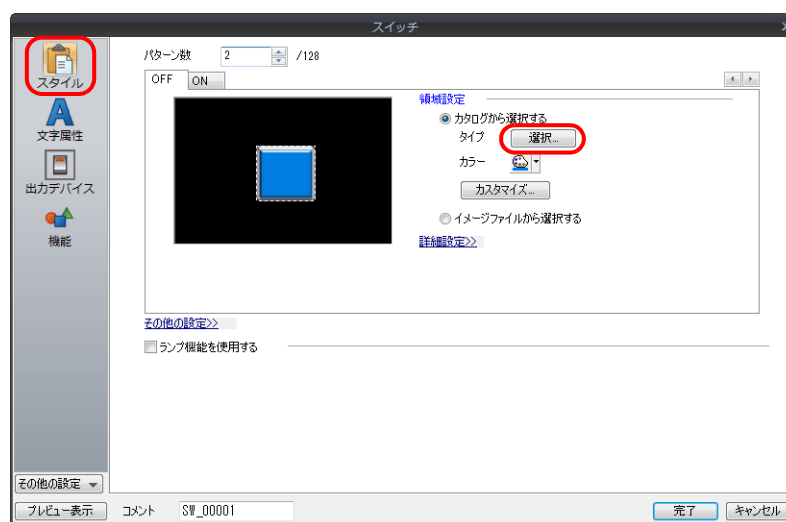 スイッチ
スタイル
文字属性
出力デバイス
機能
その他の設定
プレビュー表示
パターン数 2 /128
OFF ON
領域設定
カタログから選択する
タイプ 選択...
カラー
カスタマイズ...
イメージファイルから選択する
詳細設定>>
その他の設定>>
ランプ機能を使用する
コメント SW_00001
完了 キャンセル